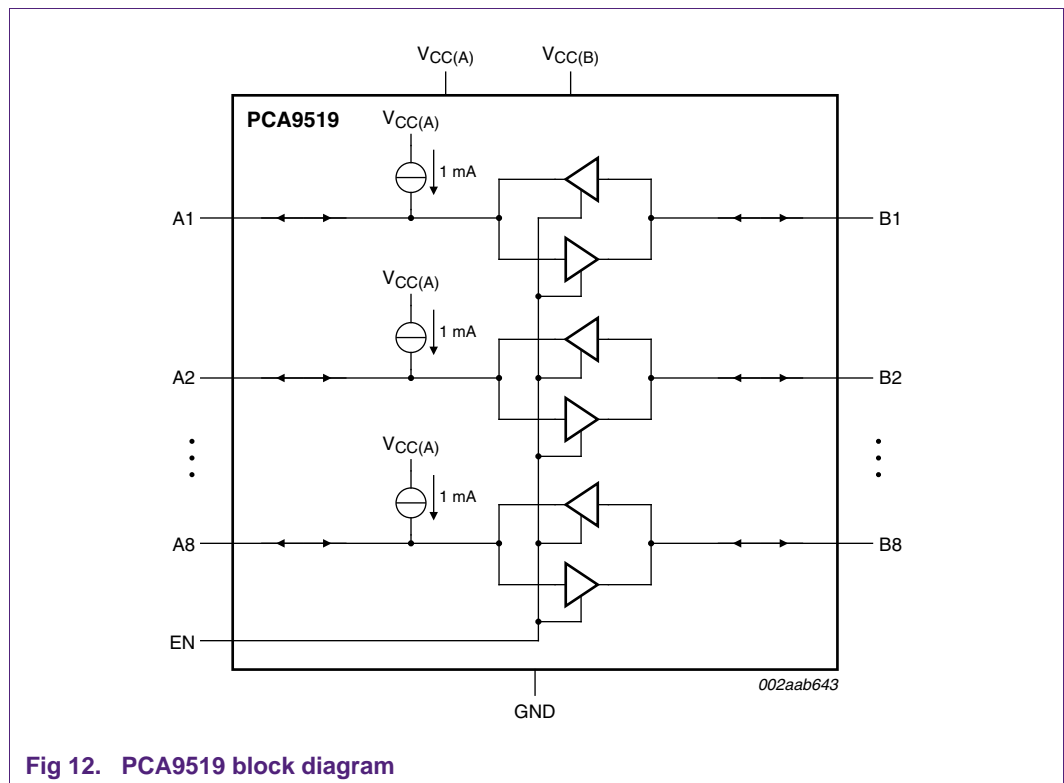 VCC(A) VCC(B)
PCA9519
VCC(A)
1 mA
A1 B1
VCC(A)
1 mA
A2 B2
VCC(A)
1 mA
A8 B8
EN
002aab643
GND
Fig 12. PCA9519 block diagram